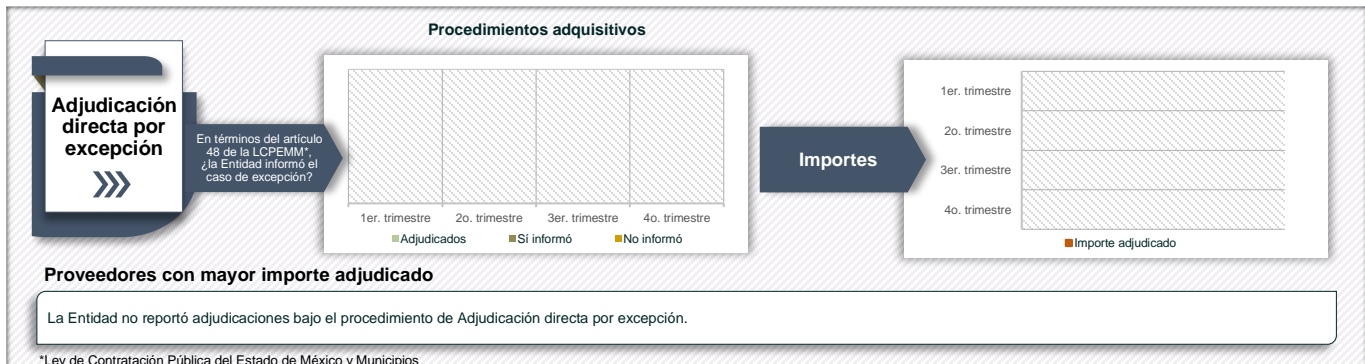 Procedimientos adquisitivos
Adjudicación
directa por
excepción
En términos del artículo
48 de la LCPEMM*,
¿la Entidad informó el
caso de excepción?
1er. trimestre 2o. trimestre 3er. trimestre 4o. trimestre
Adjudicados Sí informó No informó
Importes
1er. trimestre
2o. trimestre
3er. trimestre
4o. trimestre
Importe adjudicado
Proveedores con mayor importe adjudicado
La Entidad no reportó adjudicaciones bajo el procedimiento de Adjudicación directa por excepción.
*Ley de Contratación Pública del Estado de México y Municipios